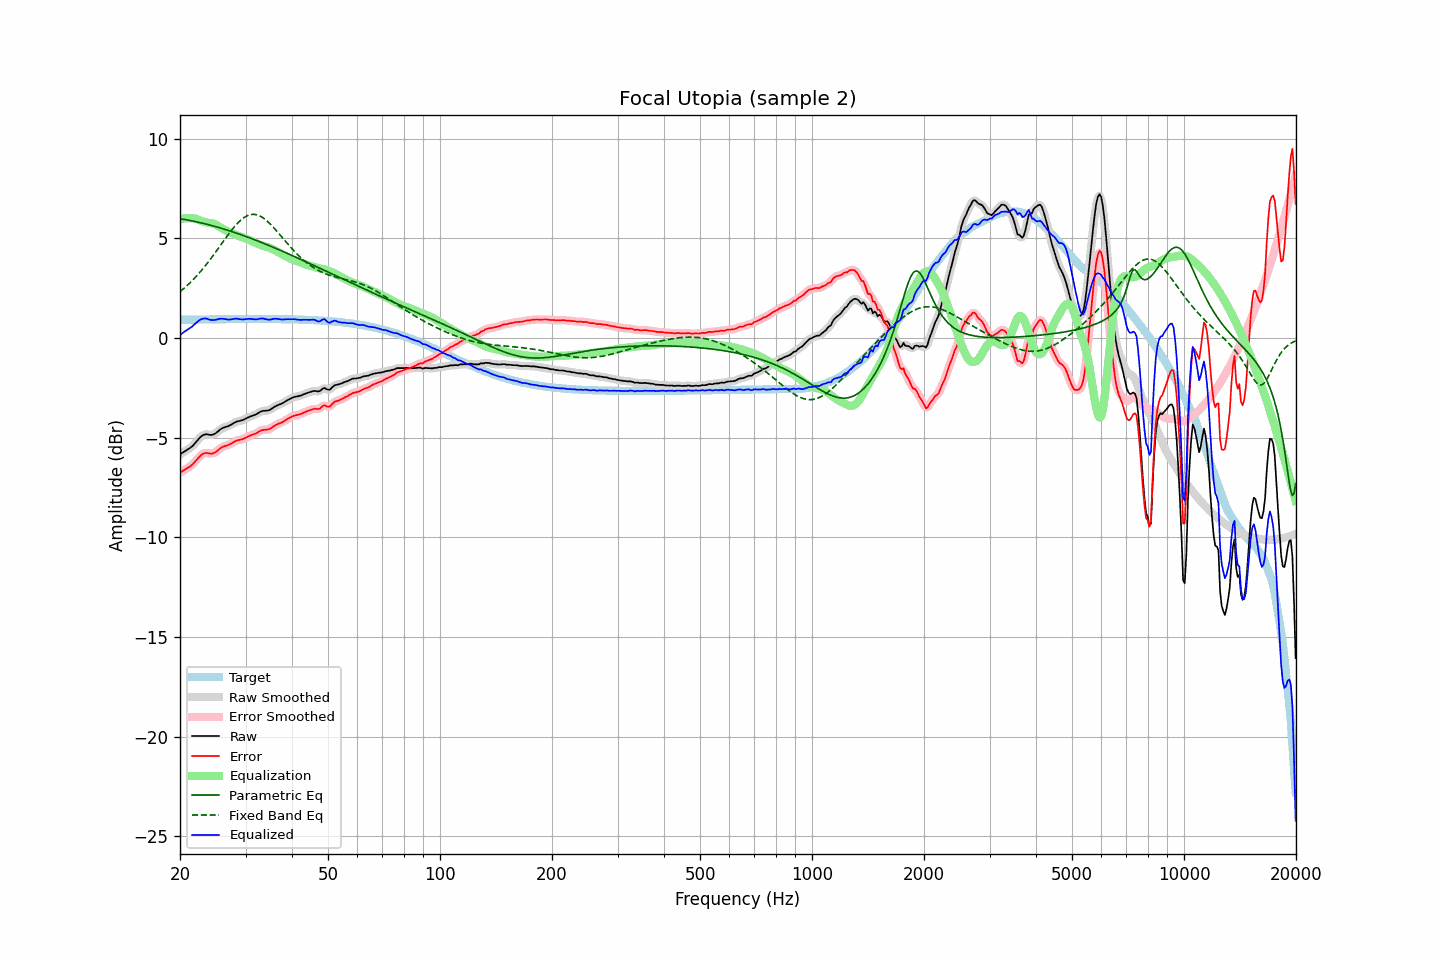 Focal Utopia (sample 2)
Amplitude (dBr)
10
5
0
−5
−10
−15
−20
−25
Target
Raw Smoothed
Error Smoothed
Raw
Error
Equalization
Parametric Eq
Fixed Band Eq
Equalized
20 50 100 200 500 1000 2000 5000 10000 20000
Frequency (Hz)